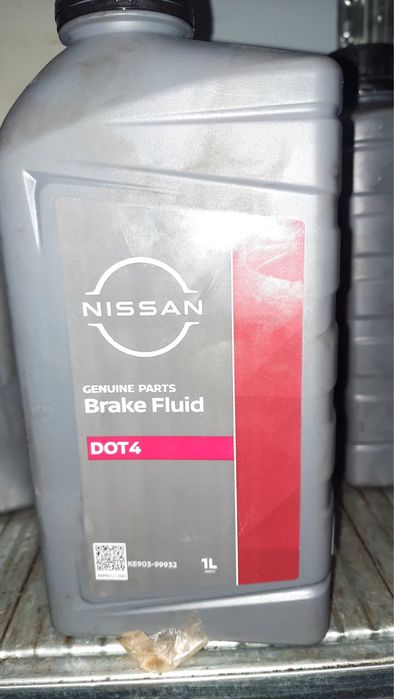 NISSAN
GENUINE PARTS
Brake Fluid
DOT4
KE903-99932
1L